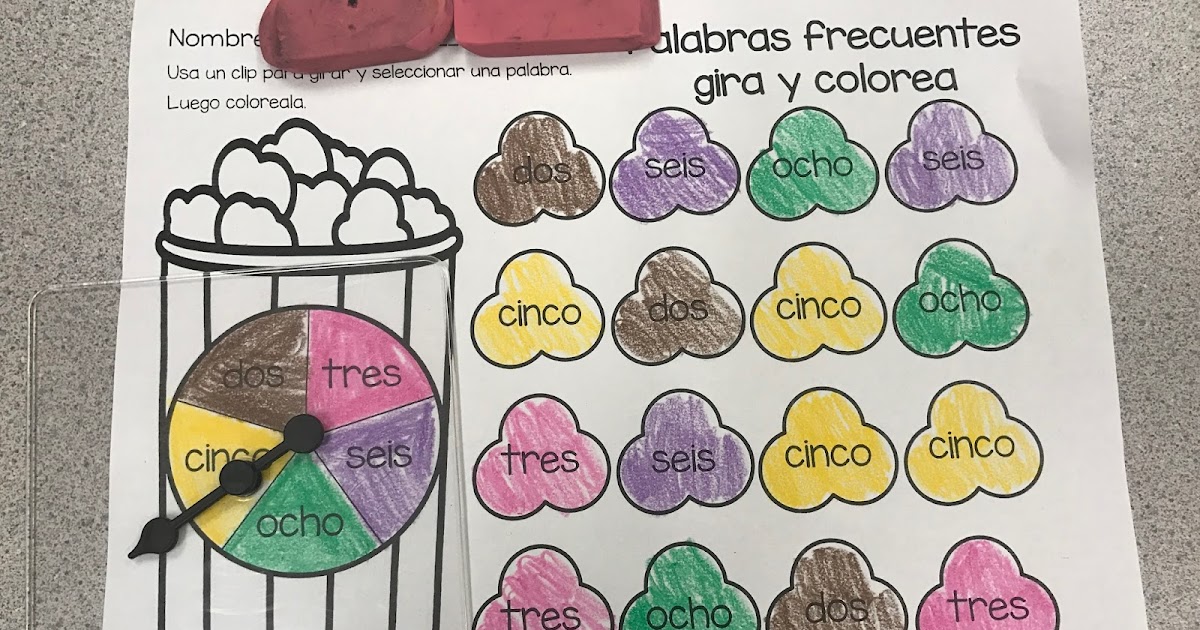 Nombre
Palabras frecuentes
gira y colorea
Usa un clip para girar y seleccionar una palabra.
Luego coloreala.
dos seis ocho seis
cinco dos cinco ocho
tres seis cinco cinco
tres ocho dos tres
dos tres
cinco seis
ocho